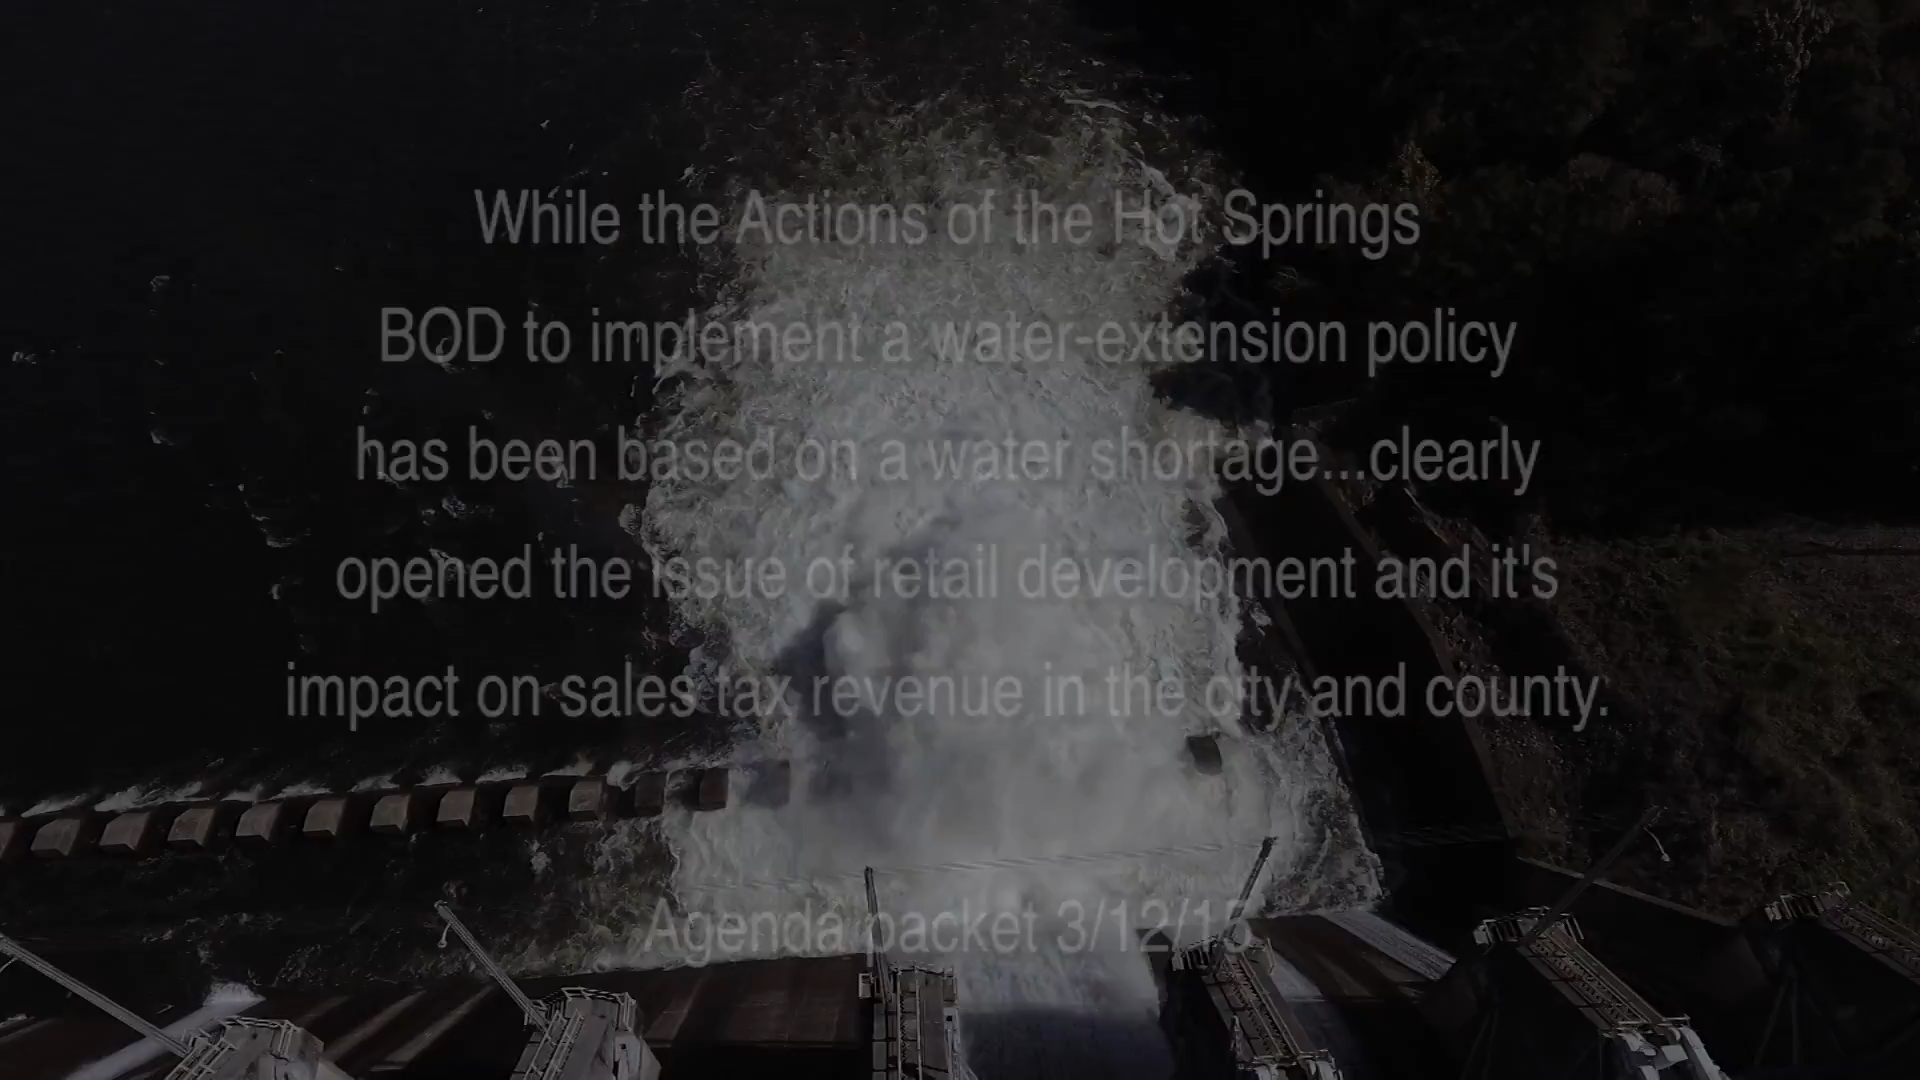 While the Actions of the Hot Springs
BOD to implement a water-extension policy
has been based on a water shortage...clearly
opened the issue of retail development and it's
impact on sales tax revenue in the city and county.
Agenda packet 3/12/15